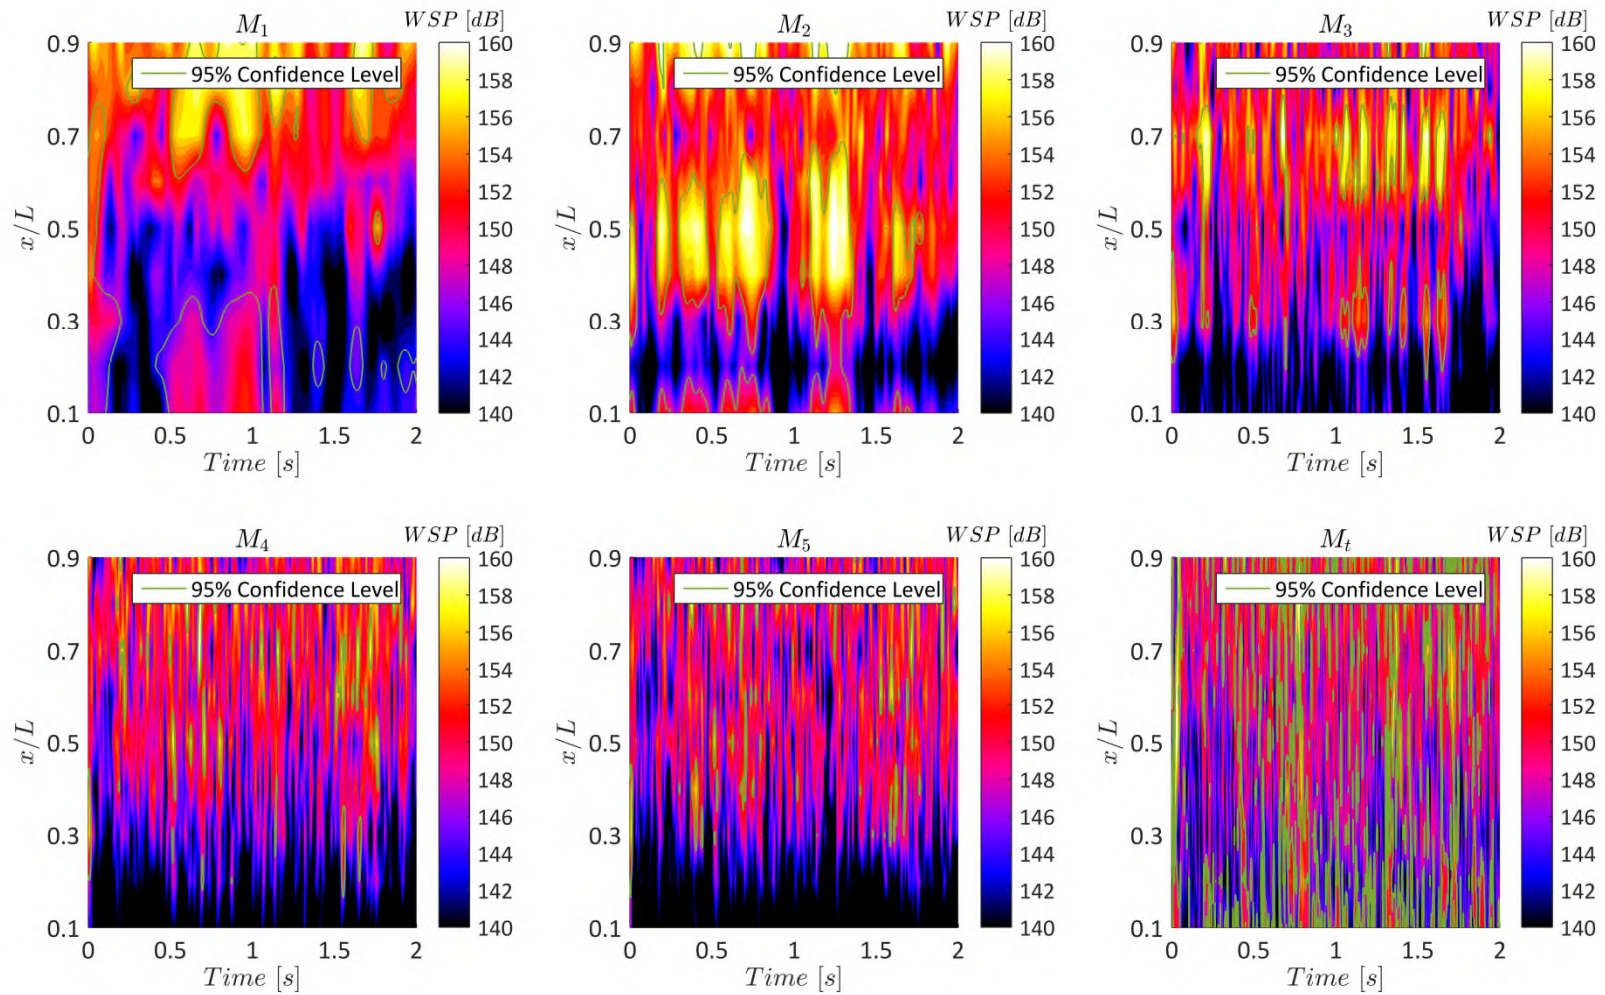 M1 WSP [dB] M2 WSP [dB] M3 WSP [dB]
0.9 160 0.9 160 0.9 160
95% Confidence Level 95% Confidence Level 95% Confidence Level
158 158 158
0.7 156 0.7 156 0.7 156
154 154 154
152 152 152
x/L 0.5 150 x/L 0.5 150 x/L 0.5 150
148 148 148
146 146 146
0.3 144 0.3 144 0.3 144
142 142 142
0.1 140 0.1 140 0.1 140
0 0.5 1 1.5 2 0 0.5 1 1.5 2 0 0.5 1 1.5 2
Time [s] Time [s] Time [s]
M4 WSP [dB] M5 WSP [dB] Mt WSP [dB]
0.9 160 0.9 160 0.9 160
95% Confidence Level 95% Confidence Level 95% Confidence Level
158 158 158
0.7 156 0.7 156 0.7 156
154 154 154
152 152 152
x/L 0.5 150 x/L 0.5 150 x/L 0.5 150
148 148 148
146 146 146
0.3 144 0.3 144 0.3 144
142 142 142
0.1 140 0.1 140 0.1 140
0 0.5 1 1.5 2 0 0.5 1 1.5 2 0 0.5 1 1.5 2
Time [s] Time [s] Time [s]